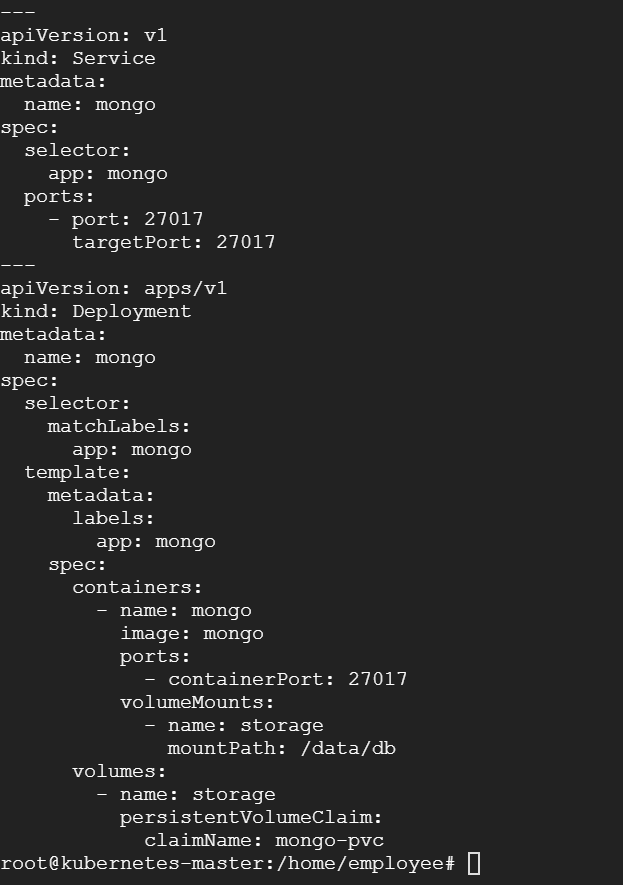 ---
apiVersion: v1
kind: Service
metadata:
  name: mongo
spec:
  selector:
    app: mongo
  ports:
    - port: 27017
      targetPort: 27017
---
apiVersion: apps/v1
kind: Deployment
metadata:
  name: mongo
spec:
  selector:
    matchLabels:
      app: mongo
  template:
    metadata:
      labels:
        app: mongo
    spec:
      containers:
        - name: mongo
          image: mongo
          ports:
            - containerPort: 27017
          volumeMounts:
            - name: storage
              mountPath: /data/db
      volumes:
        - name: storage
          persistentVolumeClaim:
            claimName: mongo-pvc
root@kubernetes-master:/home/employee#